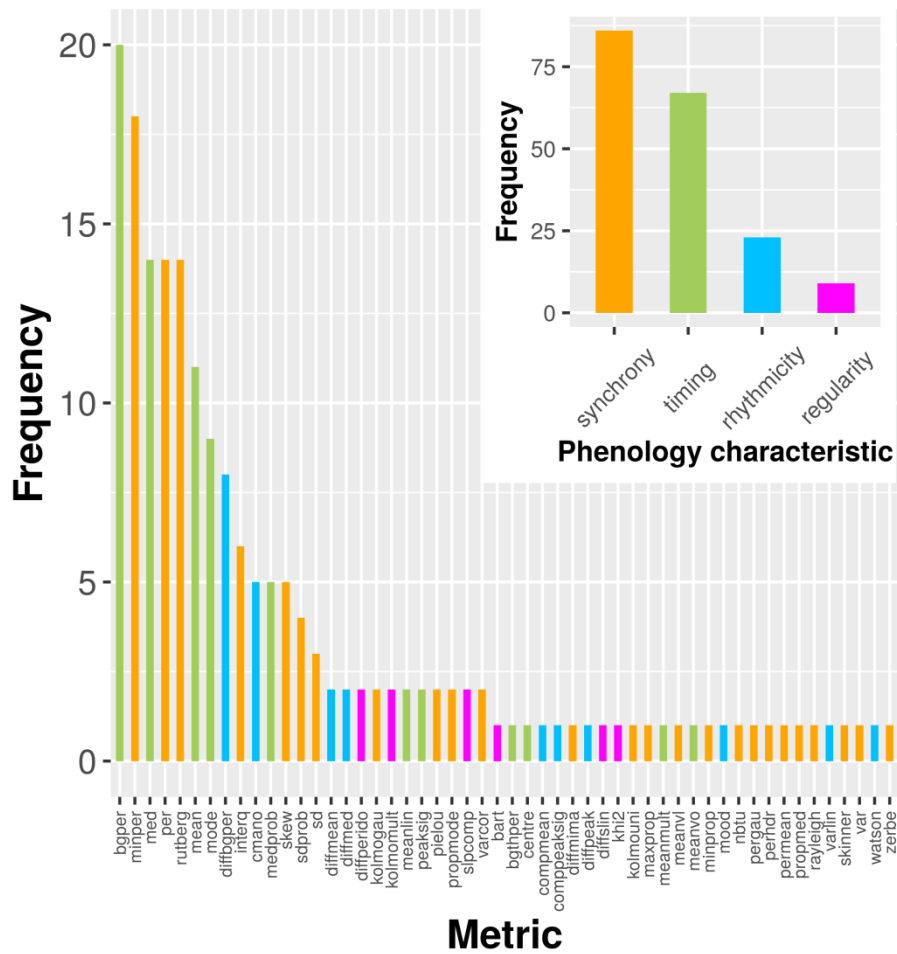 Frequency
20
15
10
5
0
bgper
minper
med
per
rutberg
mean
mode
diffbgper
interq
cmano
medprob
skew
sdprob
sd
diffmean
diffmed
diffperido
kolmogau
kolmomult
meanlin
peaksig
pielou
propmode
slpcomp
varcor
bart
bgthper
centre
compmean
comppeaksig
diffmima
diffpeak
diffslin
khi2
kolmouni
maxprop
meanmult
meanvl
meanvo
minprop
mood
nbtu
pergau
perhdr
permean
propmed
rayleigh
varlin
skinner
var
watson
zerbe
Metric
Frequency
75
50
25
0
synchrony
timing
rhythmicity
regularity
Phenology characteristic